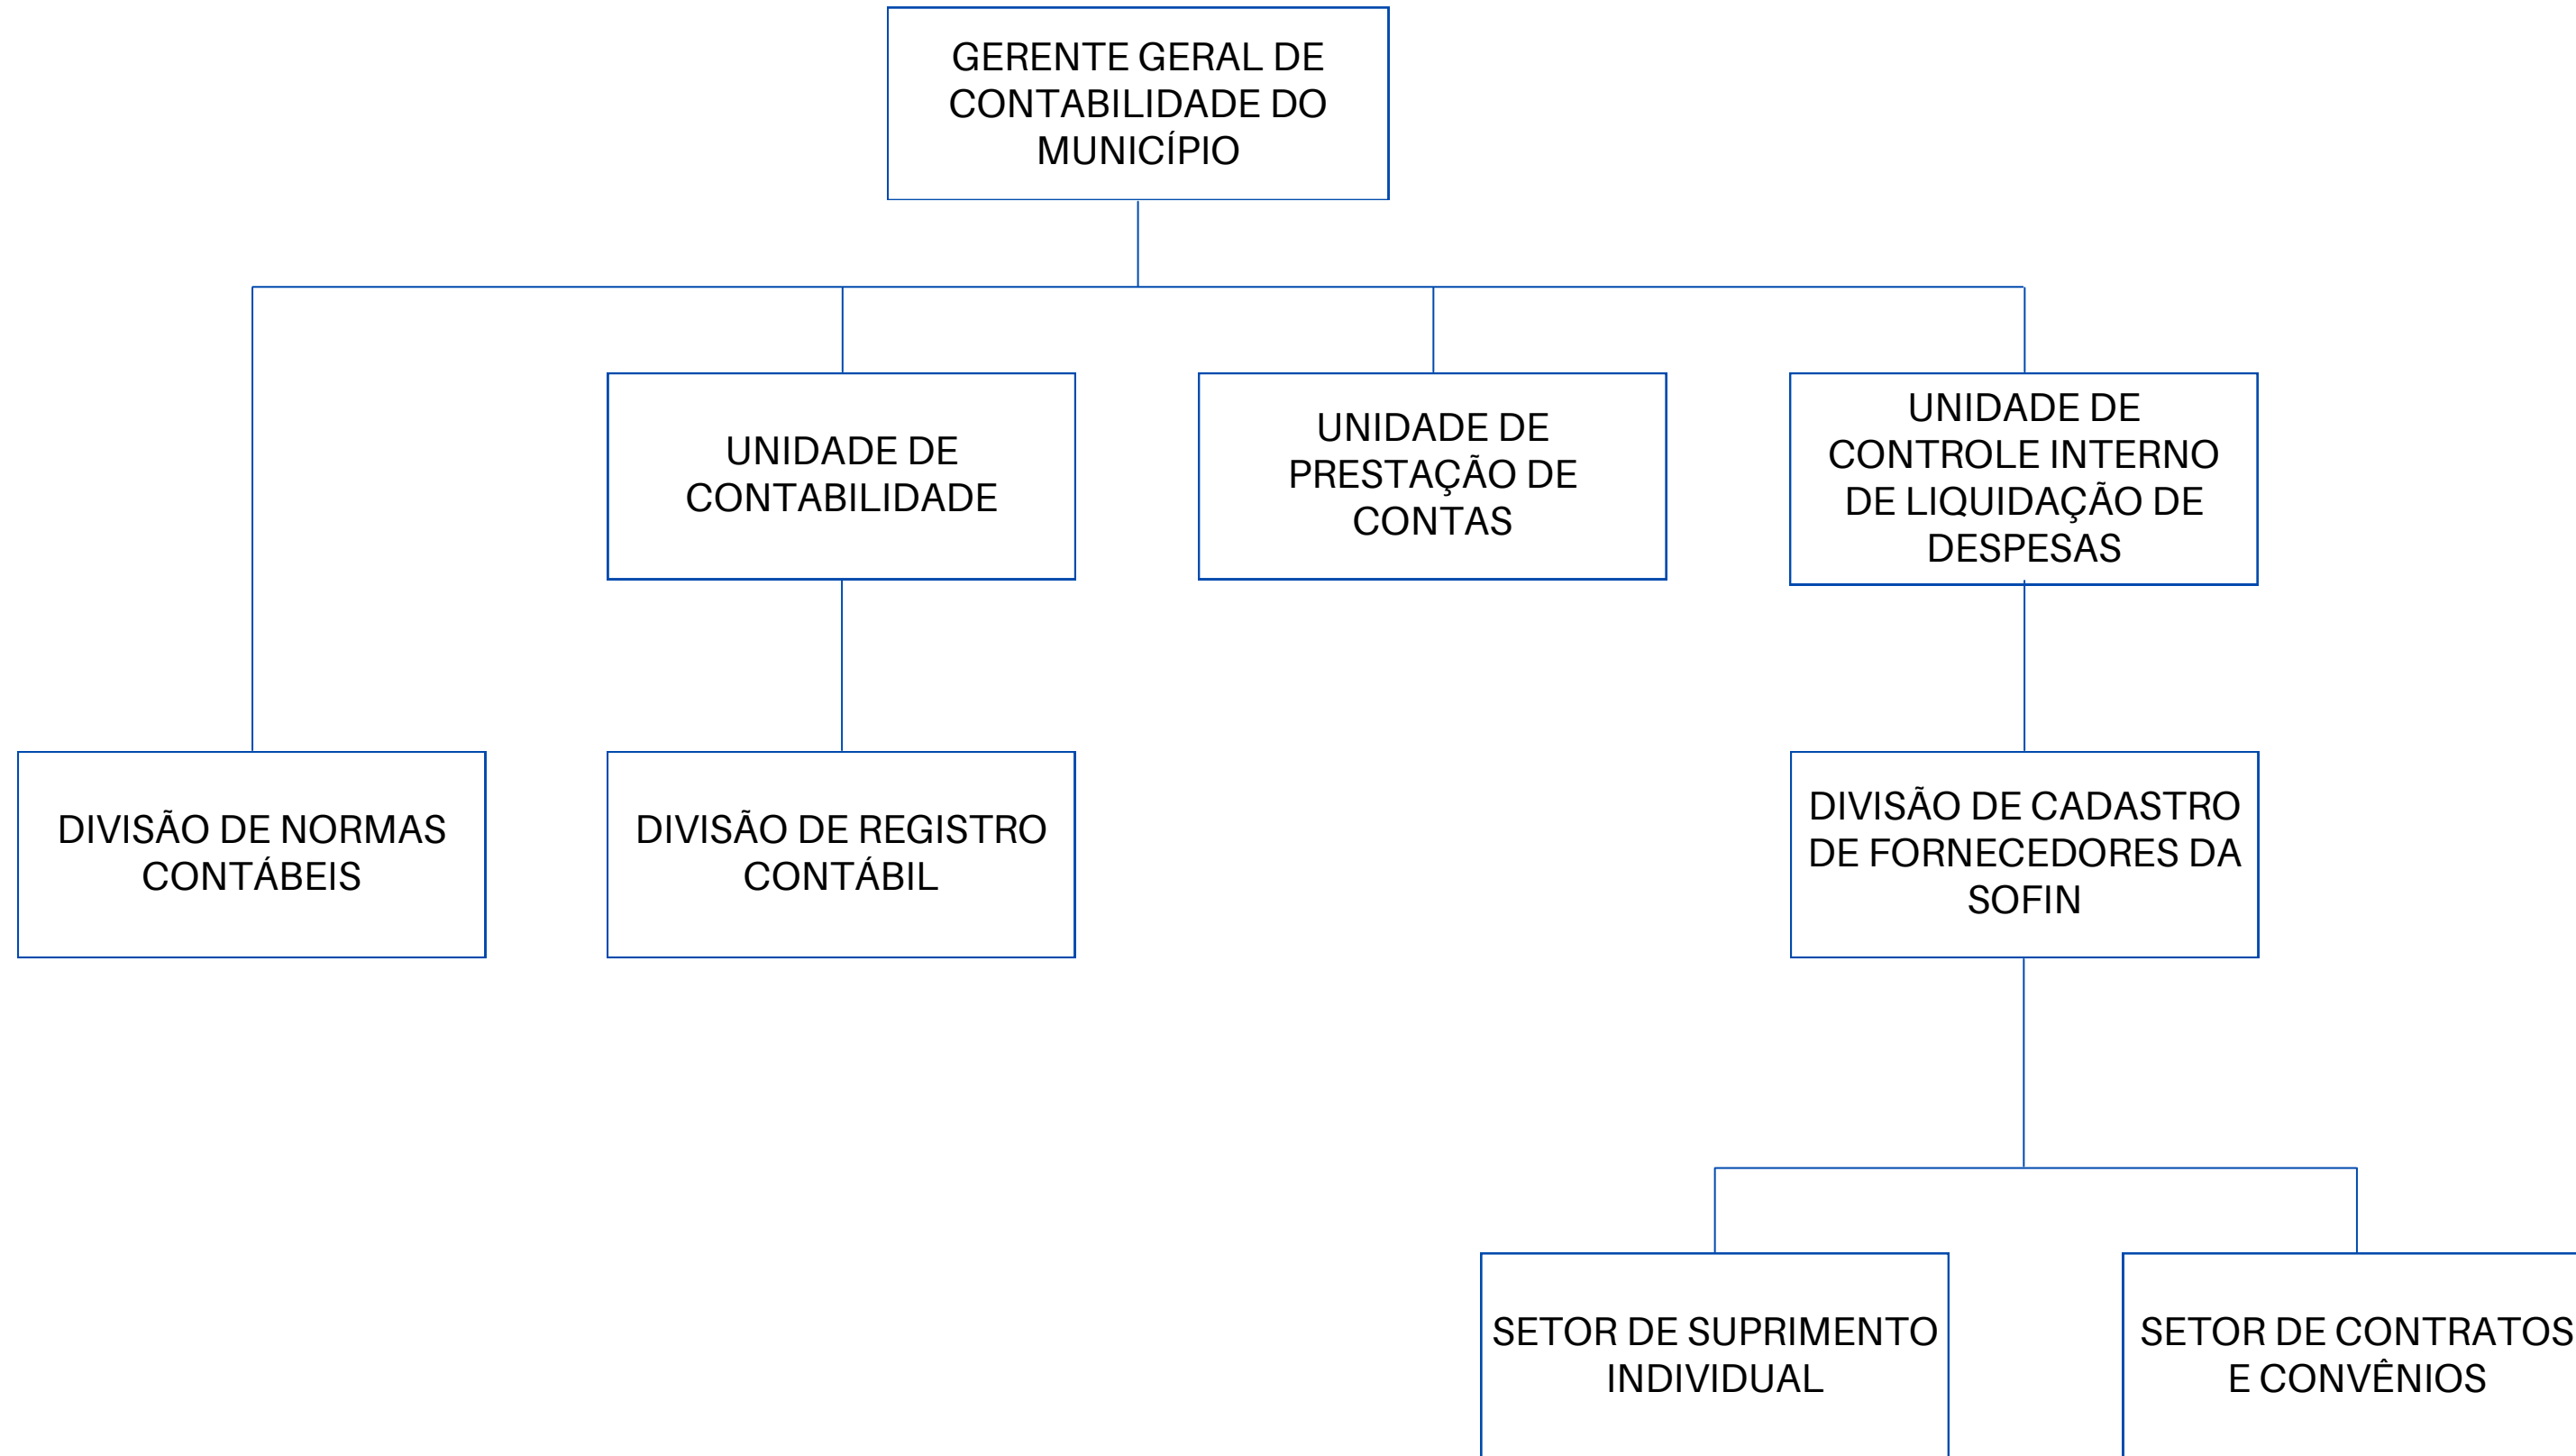 GERENTE GERAL DE
CONTABILIDADE DO
MUNICÍPIO
UNIDADE DE
CONTABILIDADE
UNIDADE DE
PRESTAÇÃO DE
CONTAS
UNIDADE DE
CONTROLE INTERNO
DE LIQUIDAÇÃO DE
DESPESAS
DIVISÃO DE NORMAS
CONTÁBEIS
DIVISÃO DE REGISTRO
CONTÁBIL
DIVISÃO DE CADASTRO
DE FORNECEDORES DA
SOFIN
SETOR DE SUPRIMENTO
INDIVIDUAL
SETOR DE CONTRATOS
E CONVÊNIOS